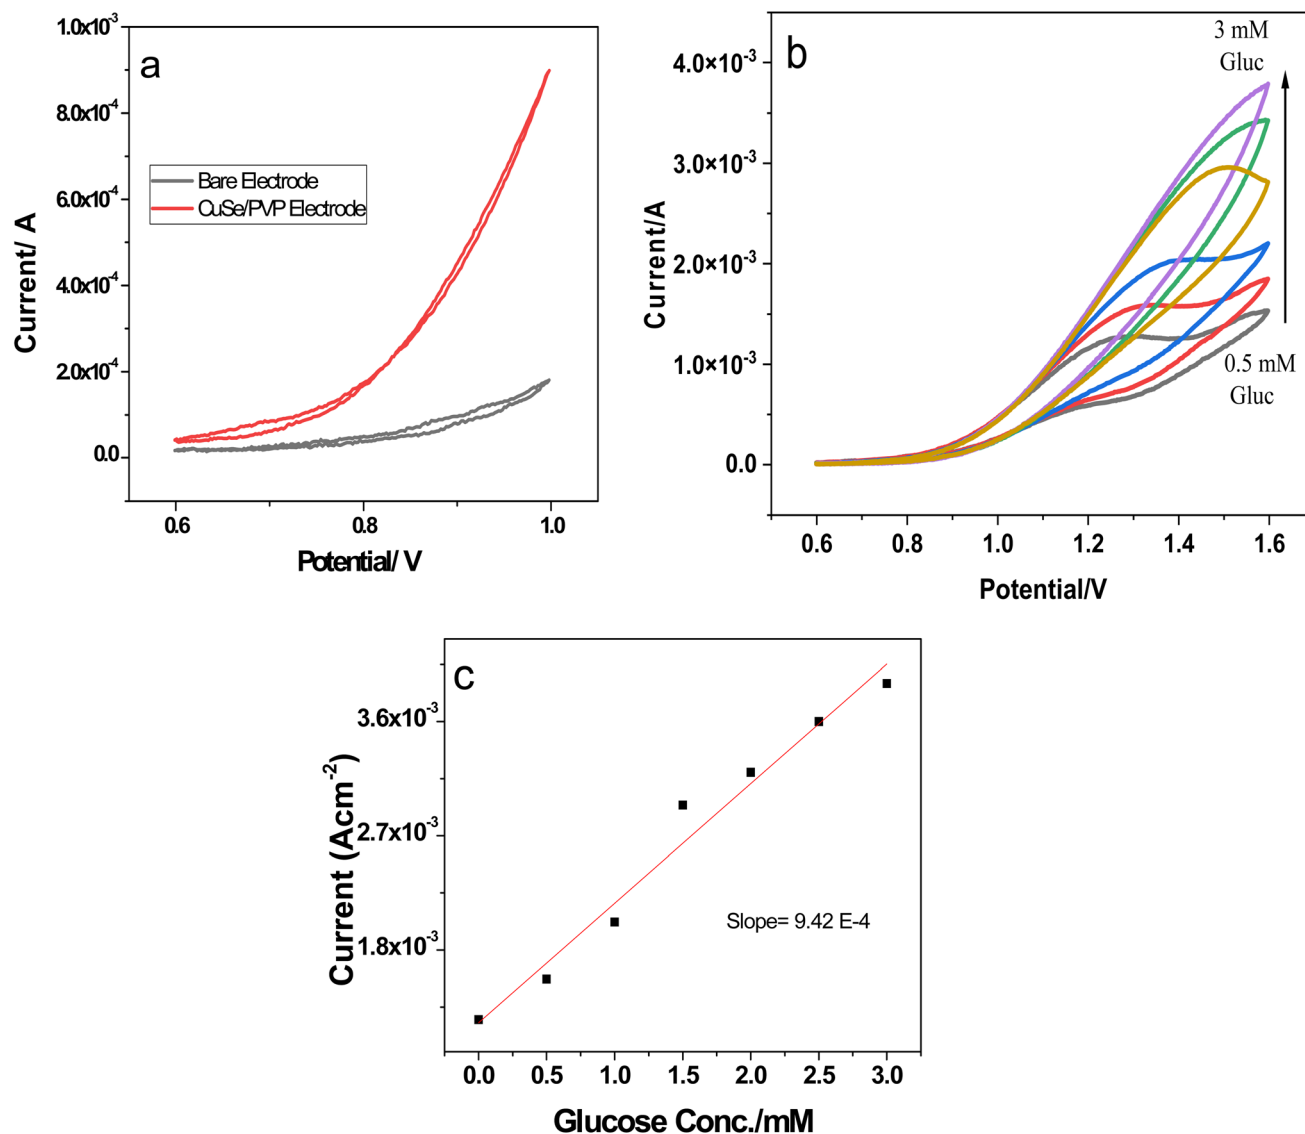 a
1.0x10⁻³
8.0x10⁻⁴
6.0x10⁻⁴
4.0x10⁻⁴
2.0x10⁻⁴
0.0
Current/ A
Bare Electrode
CuSe/PVP Electrode
0.6 0.8 1.0
Potential/ V
b
4.0×10⁻³
3.0×10⁻³
2.0×10⁻³
1.0×10⁻³
0.0
Current/A
3 mM
Gluc
0.5 mM
Gluc
0.6 0.8 1.0 1.2 1.4 1.6
Potential/V
c
3.6x10⁻³
2.7x10⁻³
1.8x10⁻³
Current (Acm⁻²)
Slope= 9.42 E-4
0.0 0.5 1.0 1.5 2.0 2.5 3.0
Glucose Conc./mM